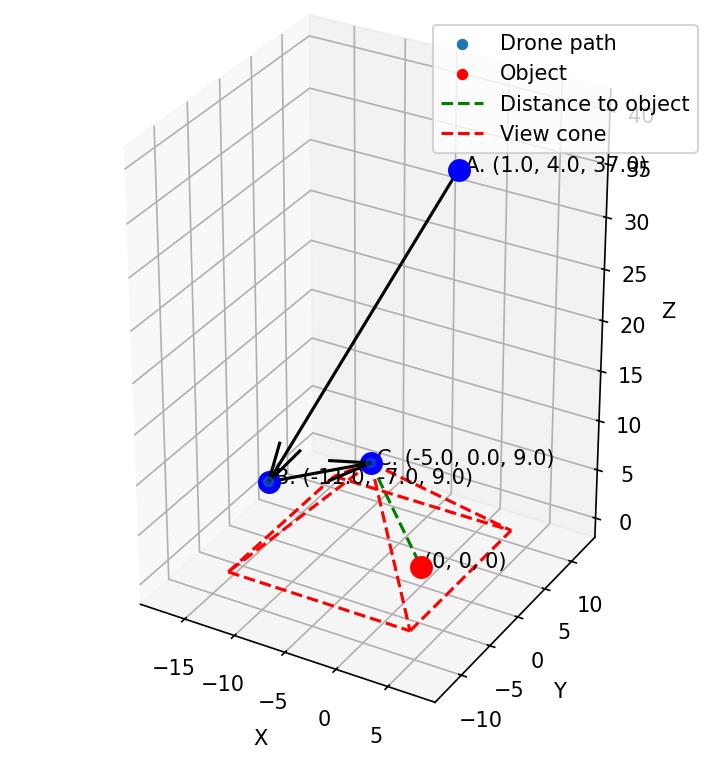 Drone path
Object
Distance to object
View cone
40
A. (1.0, 4.0, 37.0)
35
30
25
Z
20
15
10
C. (-5.0, 0.0, 9.0)
B. (-11.0, -7.0, 9.0)
5
0
(0, 0, 0)
10
5
0
−5
Y
−10
−15
−10
−5
0
5
X